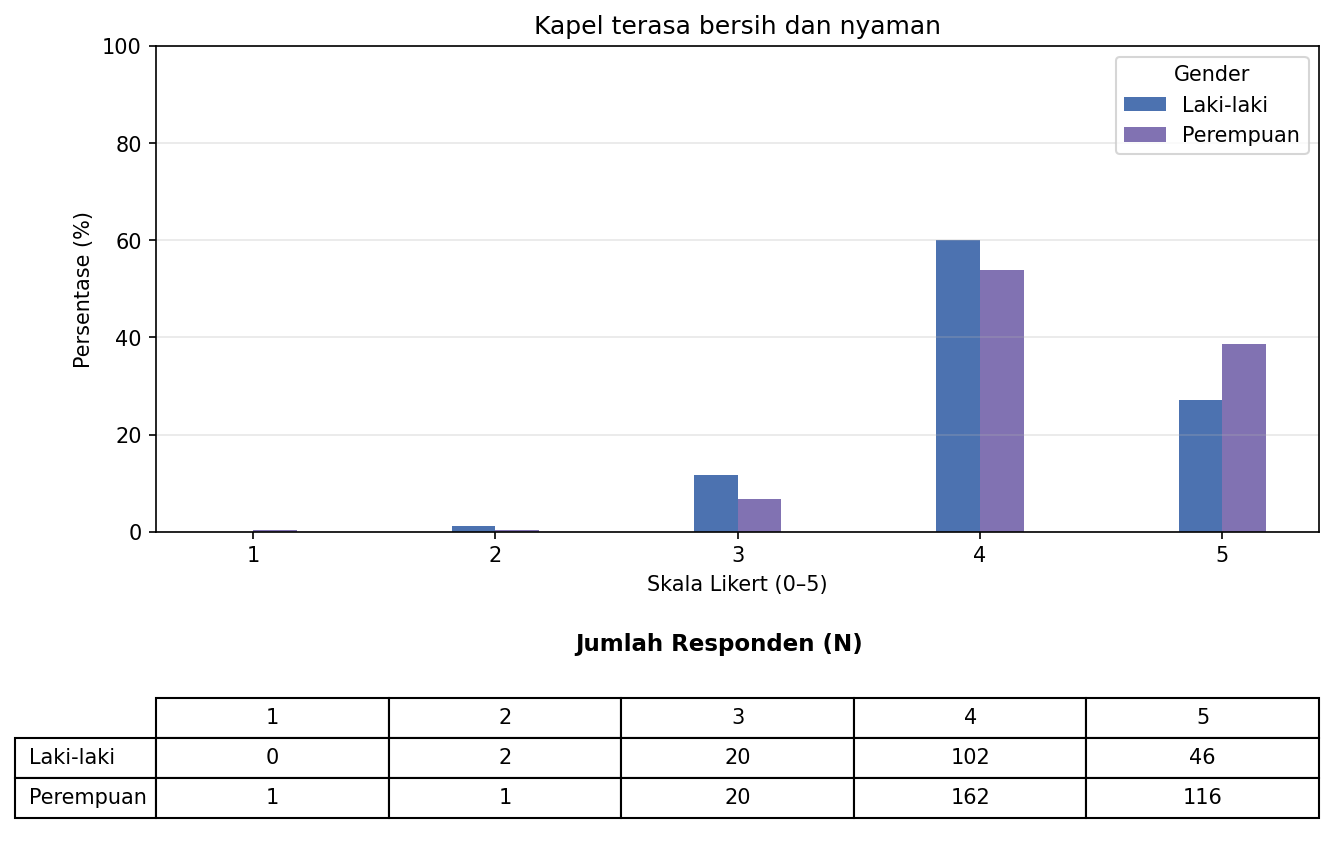 Kapel terasa bersih dan nyaman
100
80
60
40
20
0
Persentase (%)
Gender
Laki-laki
Perempuan
1 2 3 4 5
Skala Likert (0–5)
Jumlah Responden (N)
1 2 3 4 5
Laki-laki 0 2 20 102 46
Perempuan 1 1 20 162 116